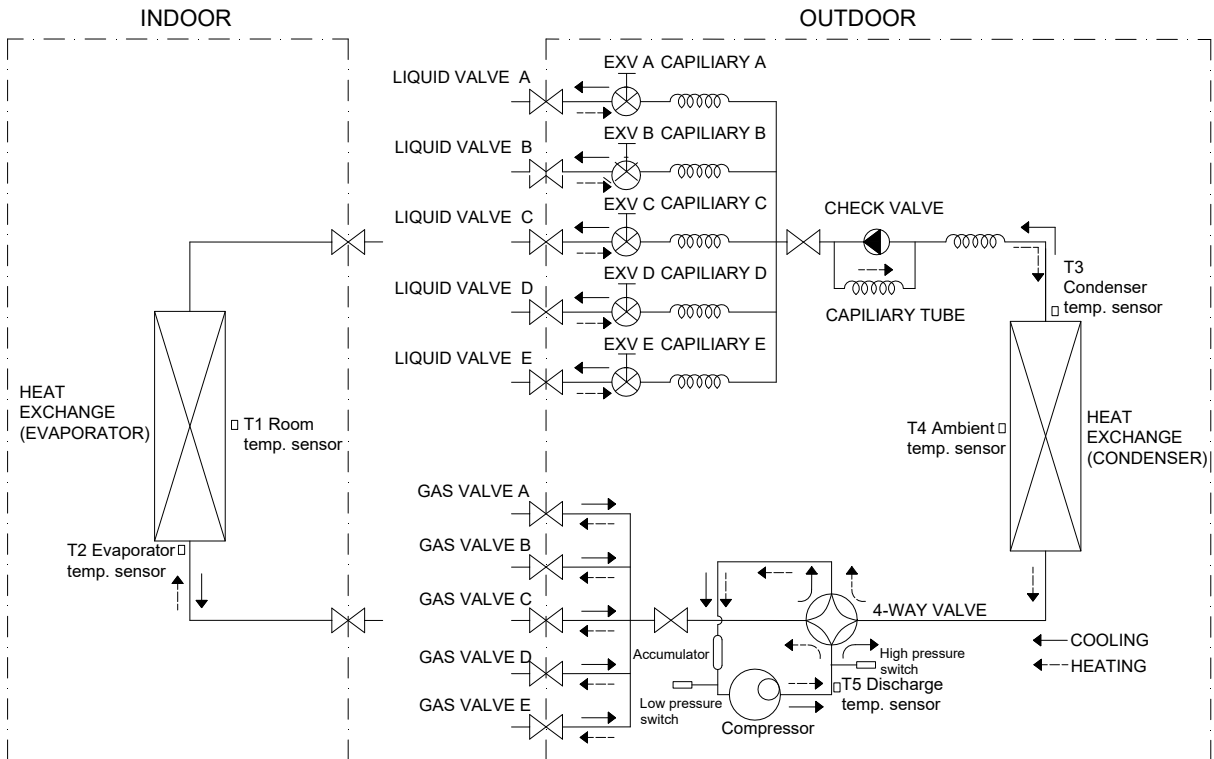 INDOOR
OUTDOOR
LIQUID VALVE A
EXV A CAPILIARY A
LIQUID VALVE B
EXV B CAPILIARY B
LIQUID VALVE C
EXV C CAPILIARY C
LIQUID VALVE D
EXV D CAPILIARY D
LIQUID VALVE E
EXV E CAPILIARY E
CHECK VALVE
CAPILIARY TUBE
T3
Condenser
temp. sensor
HEAT
EXCHANGE
(EVAPORATOR)
T1 Room
temp. sensor
T4 Ambient
temp. sensor
HEAT
EXCHANGE
(CONDENSER)
T2 Evaporator
temp. sensor
GAS VALVE A
GAS VALVE B
GAS VALVE C
GAS VALVE D
GAS VALVE E
4-WAY VALVE
Accumulator
High pressure
switch
Low pressure
switch
Compressor
T5 Discharge
temp. sensor
COOLING
HEATING